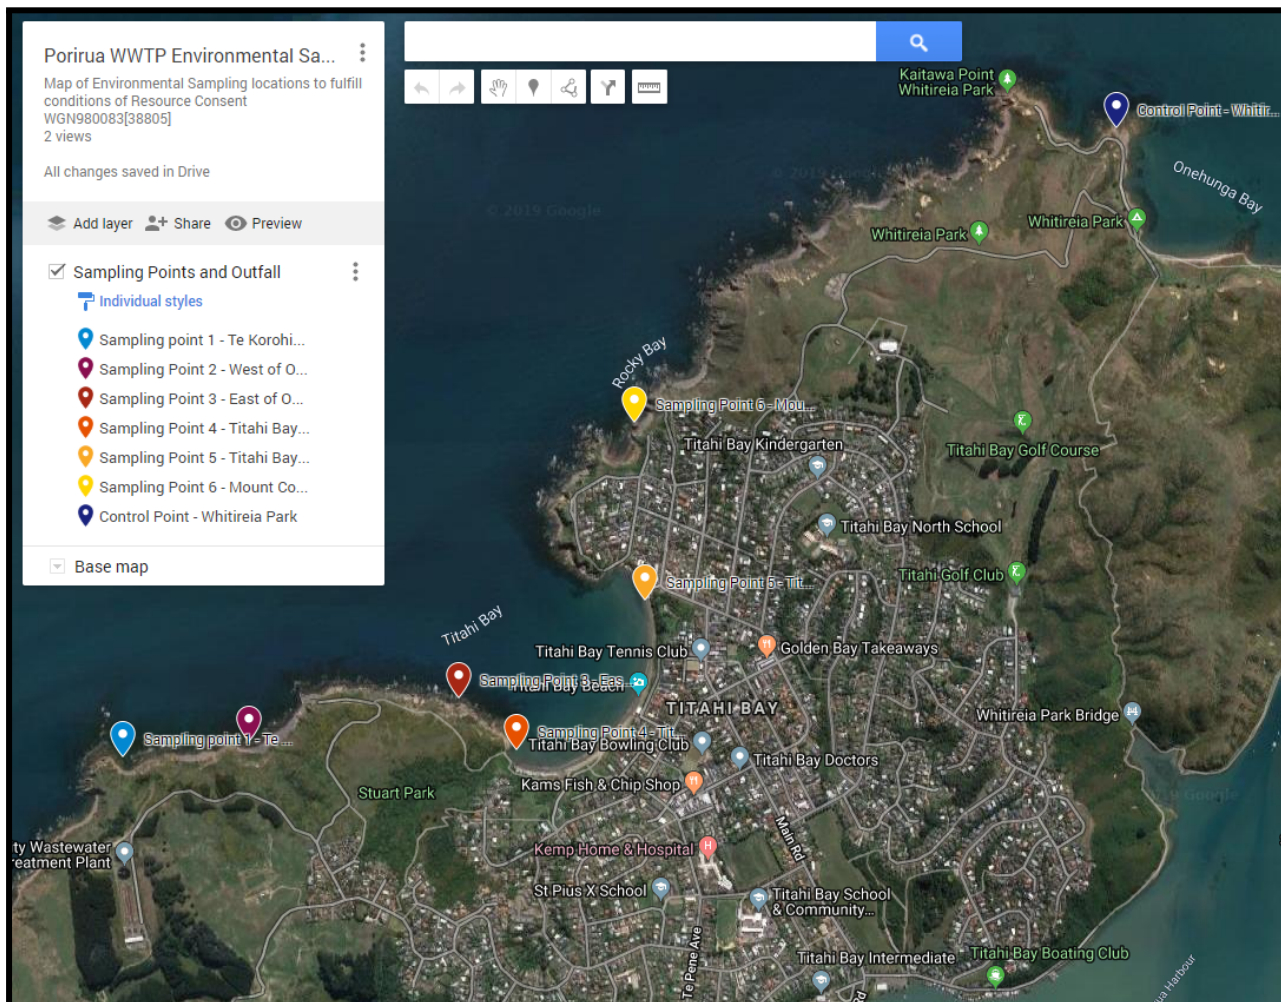 Porirua WWTP Environmental Sa...
Map of Environmental Sampling locations to fulfill
conditions of Resource Consent
WGN980083[38805]
2 views
All changes saved in Drive
Add layer
Share
Preview
Sampling Points and Outfall
Individual styles
Sampling point 1 - Te Korohi...
Sampling Point 2 - West of O...
Sampling Point 3 - East of O...
Sampling Point 4 - Titahi Bay...
Sampling Point 5 - Titahi Bay...
Sampling Point 6 - Mount Co...
Control Point - Whitireia Park
Base map
Kaitawa Point
Whitireia Park
Control Point - Whitir...
© 2019 Google
Onehunga Bay
© 2019 Google
Whitireia Park
Whitireia Park
Rocky Bay
Sampling Point 6 - Mou...
Titahi Bay Kindergarten
Titahi Bay Golf Course
Titahi Bay North School
Titahi Golf Club
Sampling Point 5 - Tit...
Titahi Bay
Titahi Bay Tennis Club
Golden Bay Takeaways
Sampling Point 3 - Eas...
Titahi Bay Beach
TITAHI BAY
Whitireia Park Bridge
Sampling point 1 - Te ...
Sampling Point 4 - Tit...
Titahi Bay Bowling Club
Titahi Bay Doctors
Kams Fish & Chip Shop
Stuart Park
Google
Main Rd
ty Wastewater
reatment Plant
Kemp Home & Hospital
St Pius X School
Titahi Bay School
& Community...
Te Pene Ave
Titahi Bay Intermediate
Titahi Bay Boating Club
Rd
ua Harbour